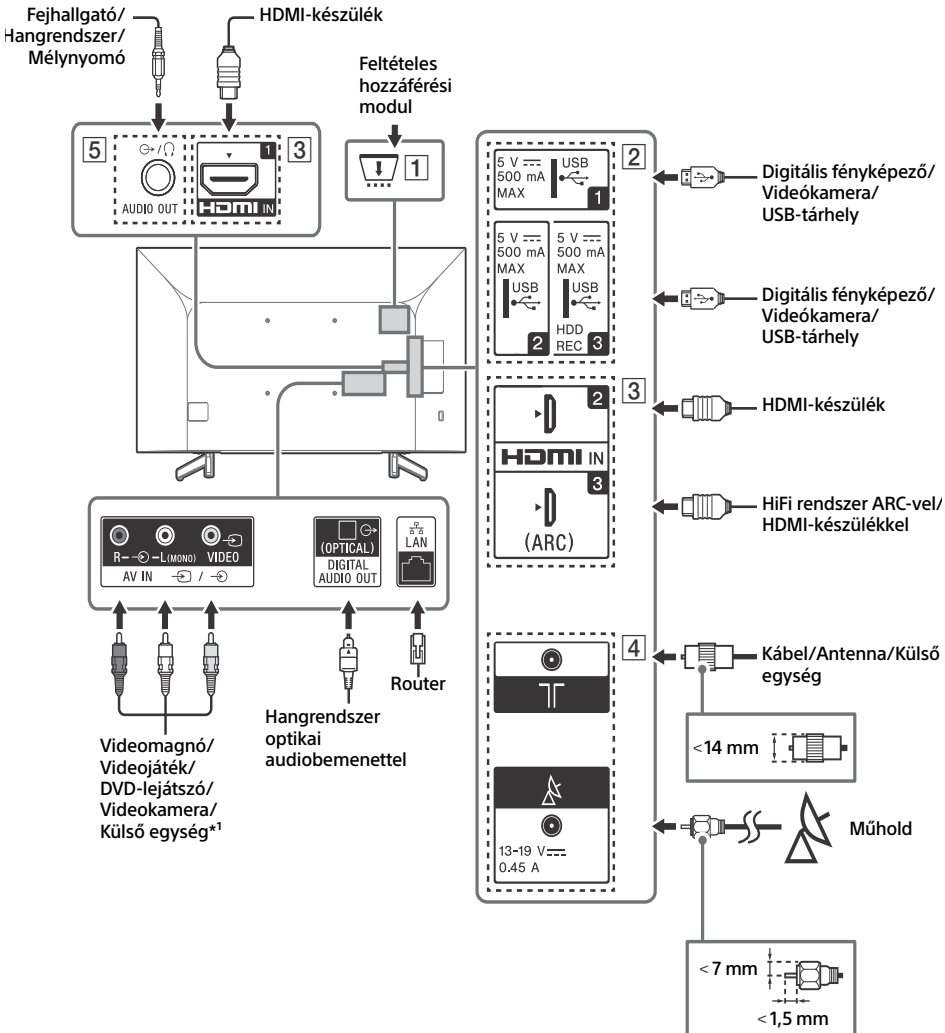 Fejhallgató/
Hangrendszer/
Mélynyomó
HDMI-készülék
Feltételes
hozzáférési
modul
5
AUDIO OUT
1
HDMI IN
3
1
5 V
500 mA
MAX
USB
1
2
Digitális fényképező/
Videókamera/
USB-tárhely
5 V
500 mA
MAX
USB
2
5 V
500 mA
MAX
USB
HDD
REC 3
Digitális fényképező/
Videókamera/
USB-tárhely
2
3
HDMI IN
HDMI-készülék
3
(ARC)
HiFi rendszer ARC-vel/
HDMI-készülékkel
R
L(MONO)
VIDEO
AV IN
/
(OPTICAL)
DIGITAL
AUDIO OUT
LAN
Router
Hangrendszer
optikai
audiobemenettel
Videomagnó/
Videojáték/
DVD-lejátszó/
Videokamera/
Külső egység*1
4
Kábel/Antenna/Külső
egység
<14 mm
13-19 V
0.45 A
Műhold
<7 mm
<1,5 mm